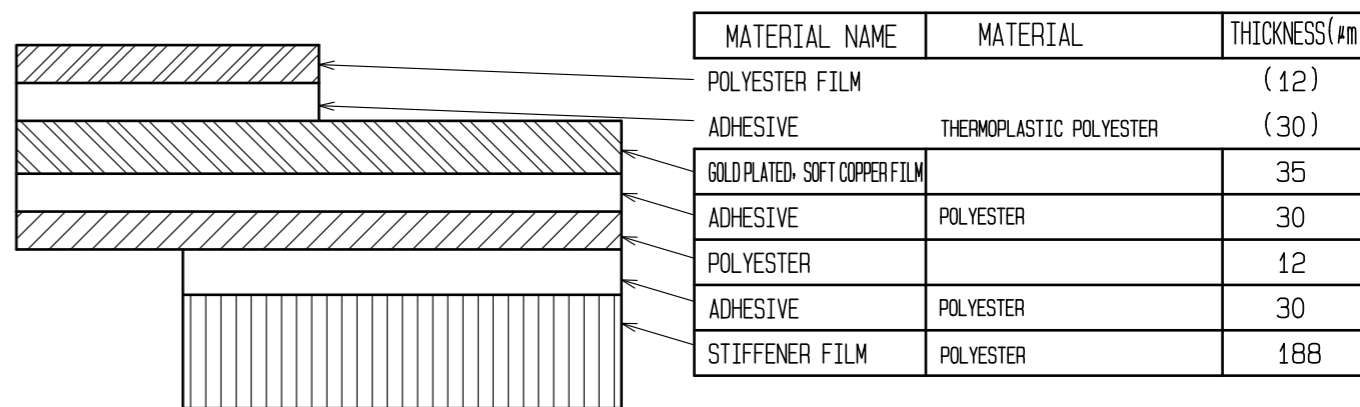 MATERIAL NAME MATERIAL THICKNESS(μm
POLYESTER FILM (12)
ADHESIVE THERMOPLASTIC POLYESTER (30)
GOLD PLATED, SOFT COPPER FILM 35
ADHESIVE POLYESTER 30
POLYESTER 12
ADHESIVE POLYESTER 30
STIFFENER FILM POLYESTER 188